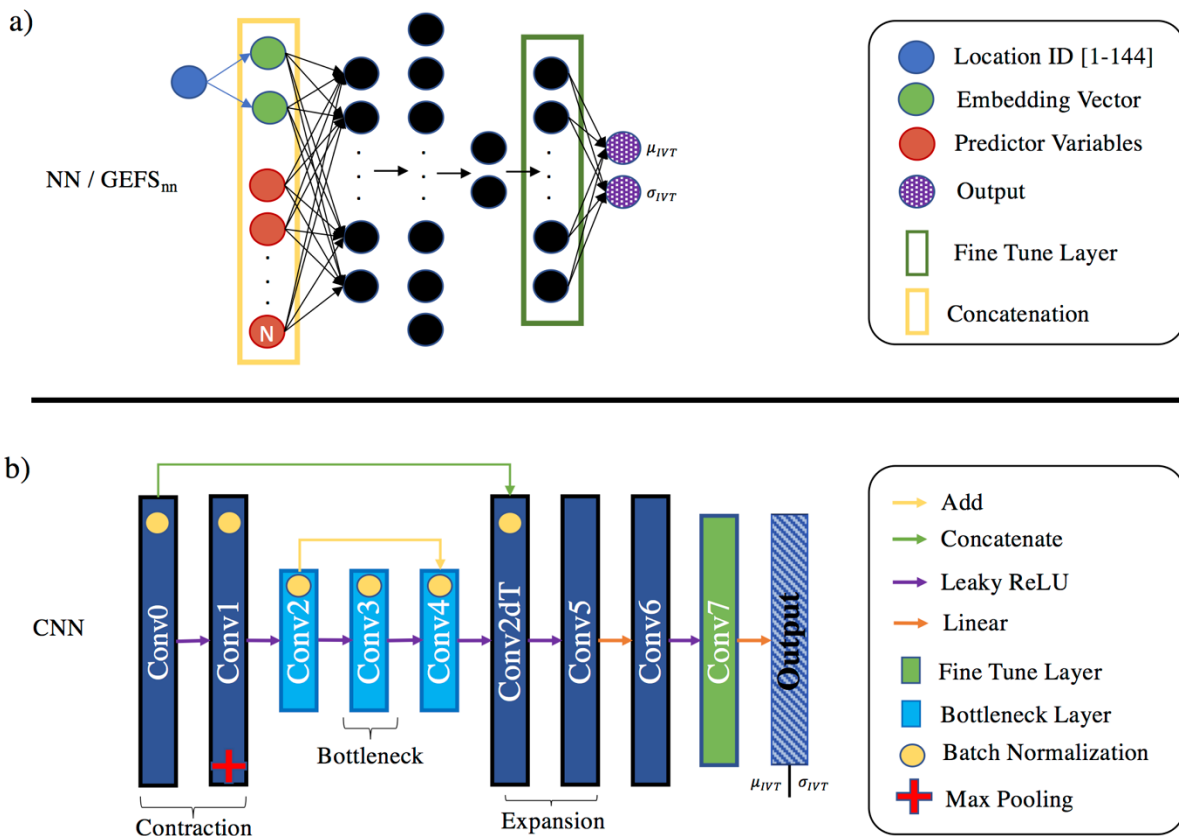 a)
NN / GEFSnn
N
μIVT
σIVT
Location ID [1-144]
Embedding Vector
Predictor Variables
Output
Fine Tune Layer
Concatenation
b)
CNN
Conv0
Conv1
Conv2
Conv3
Conv4
Conv2dT
Conv5
Conv6
Conv7
Output
Contraction
Bottleneck
Expansion
μIVT | σIVT
Add
Concatenate
Leaky ReLU
Linear
Fine Tune Layer
Bottleneck Layer
Batch Normalization
Max Pooling